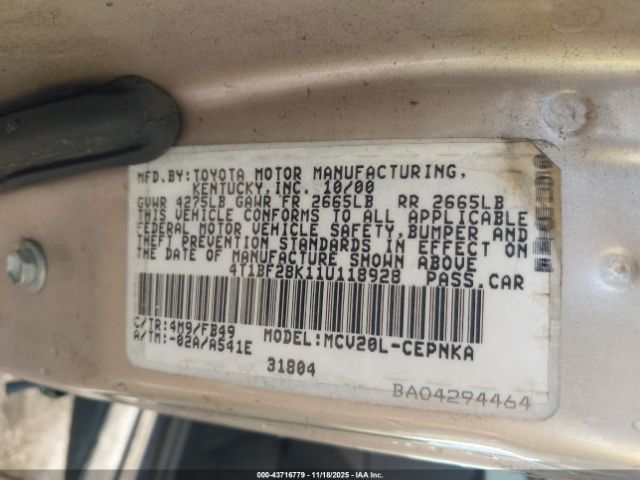 MFD.BY:TOYOTA MOTOR MANUFACTURING,
KENTUCKY,INC. 10/00
GVWR 4275LB GAWR FR 2665LB RR 2665LB
THIS VEHICLE CONFORMS TO ALL APPLICABLE
FEDERAL MOTOR VEHICLE SAFETY,BUMPER AND
THEFT PREVENTION STANDARDS IN EFFECT ON
THE DATE OF MANUFACTURE SHOWN ABOVE
4T1BF28K11U118928 PASS.CAR
C/TR:4M9/FB49 MODEL:MCV20L-CEPNKA
A/TM:-02A/A541E
31804
BA04294464
000-43716779 11/18/2025 IAA Inc.